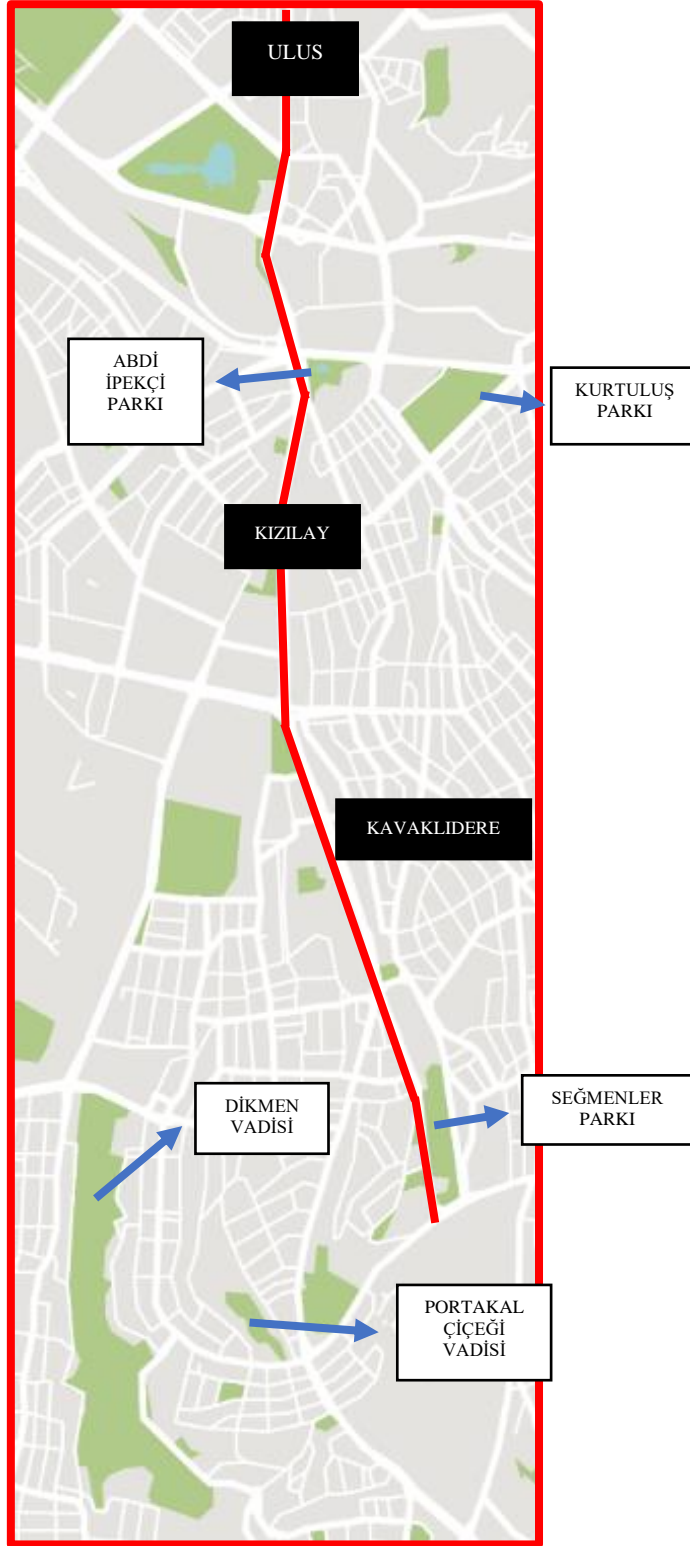 ULUS
ABDİ
İPEKÇİ
PARKI
KURTULUŞ
PARKI
KIZILAY
KAVAKLIDERE
DİKMEN
VADİSİ
SEĞMENLER
PARKI
PORTAKAL
ÇİÇEĞİ
VADİSİ